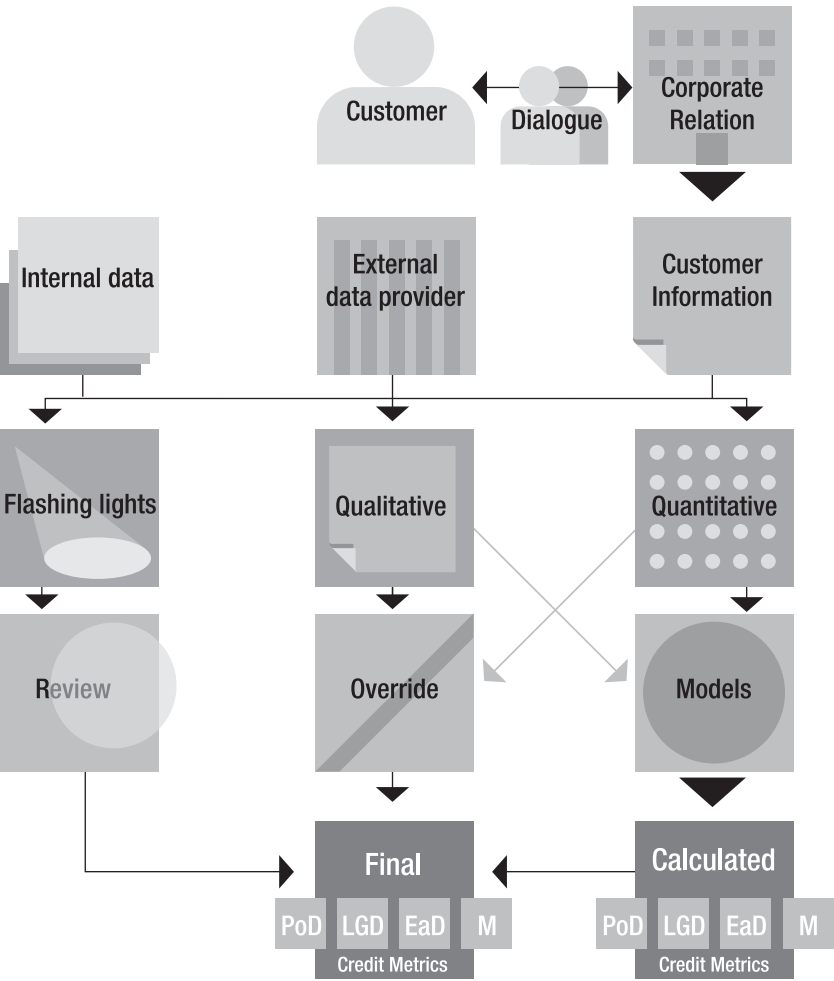 Customer
Dialogue
Corporate
Relation
Internal data
External
data provider
Customer
Information
Flashing lights
Qualitative
Quantitative
Review
Override
Models
Final
PoD LGD EaD M
Credit Metrics
Calculated
PoD LGD EaD M
Credit Metrics